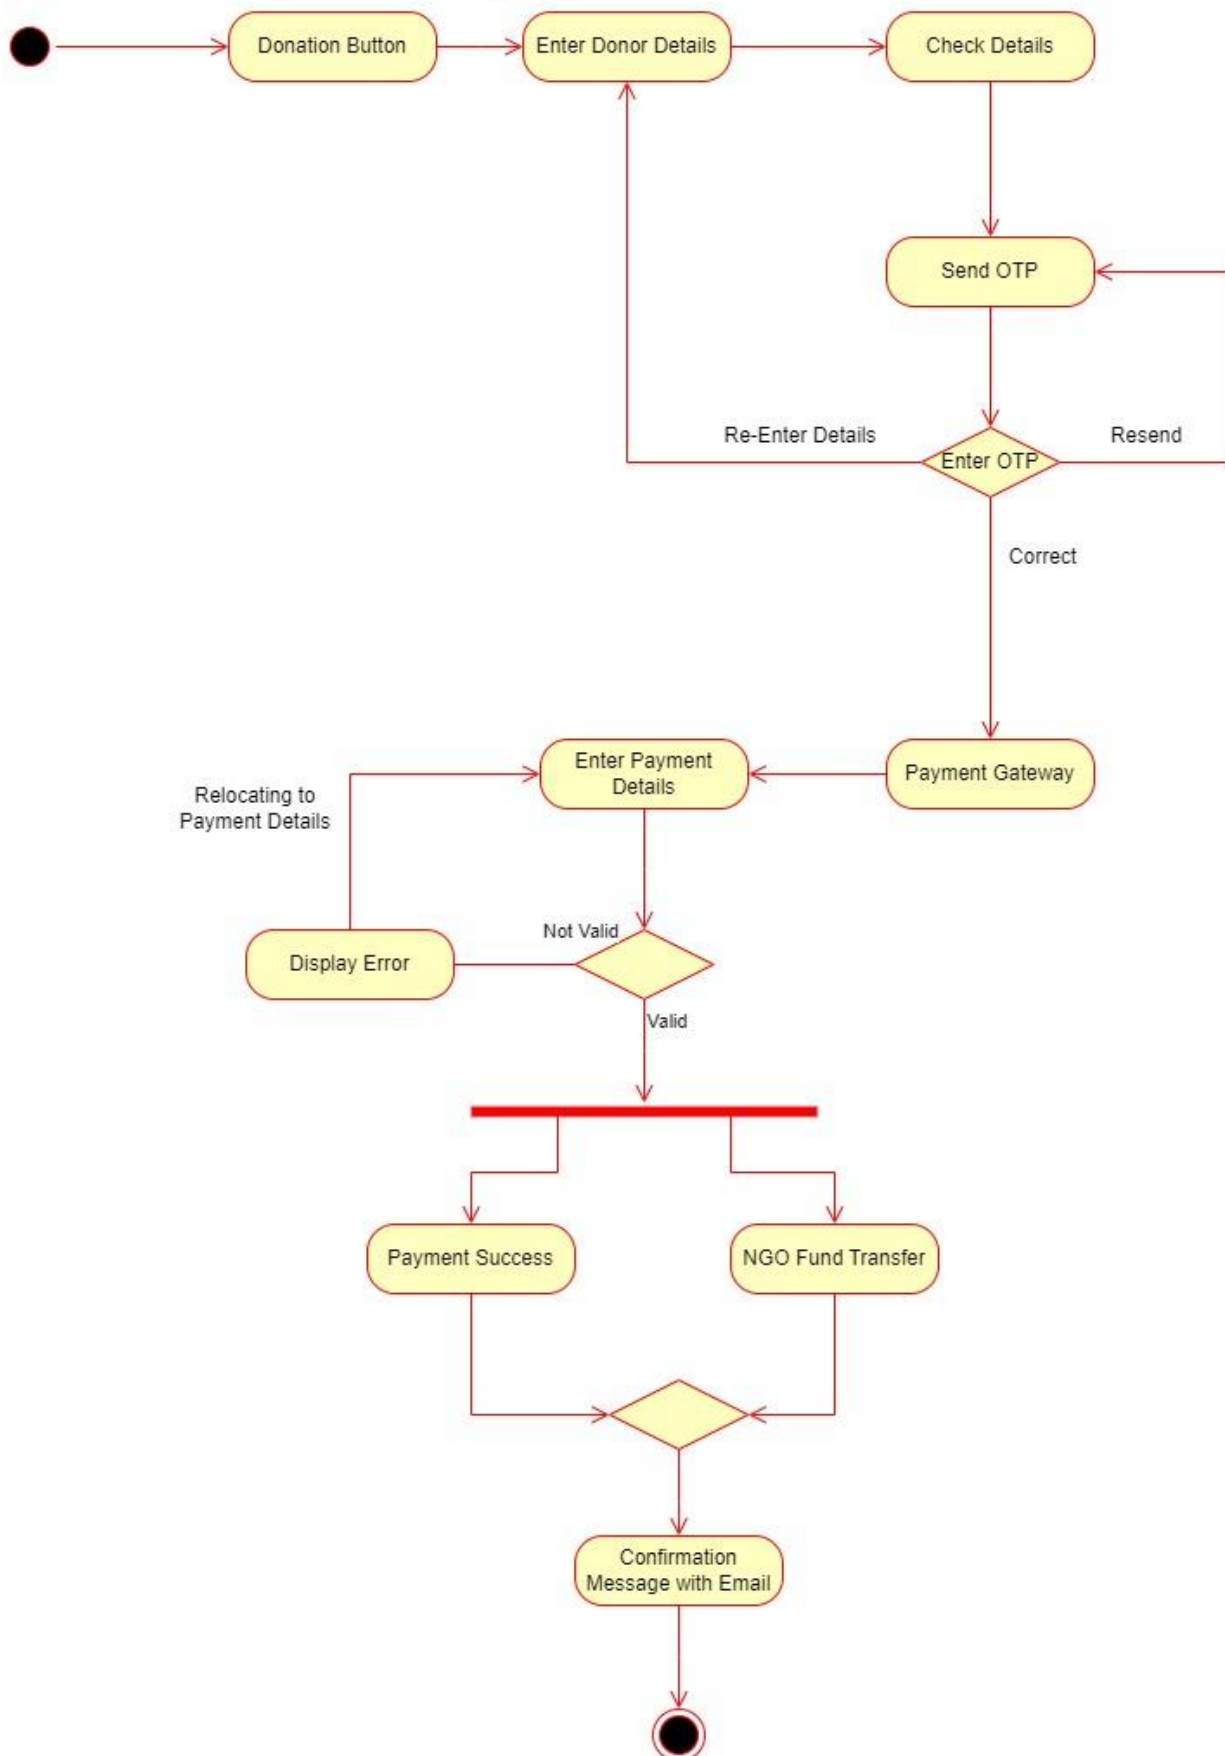 Donation Button
Enter Donor Details
Check Details
Send OTP
Re-Enter Details
Enter OTP
Resend
Correct
Enter Payment
Details
Payment Gateway
Relocating to
Payment Details
Not Valid
Display Error
Valid
Payment Success
NGO Fund Transfer
Confirmation
Message with Email